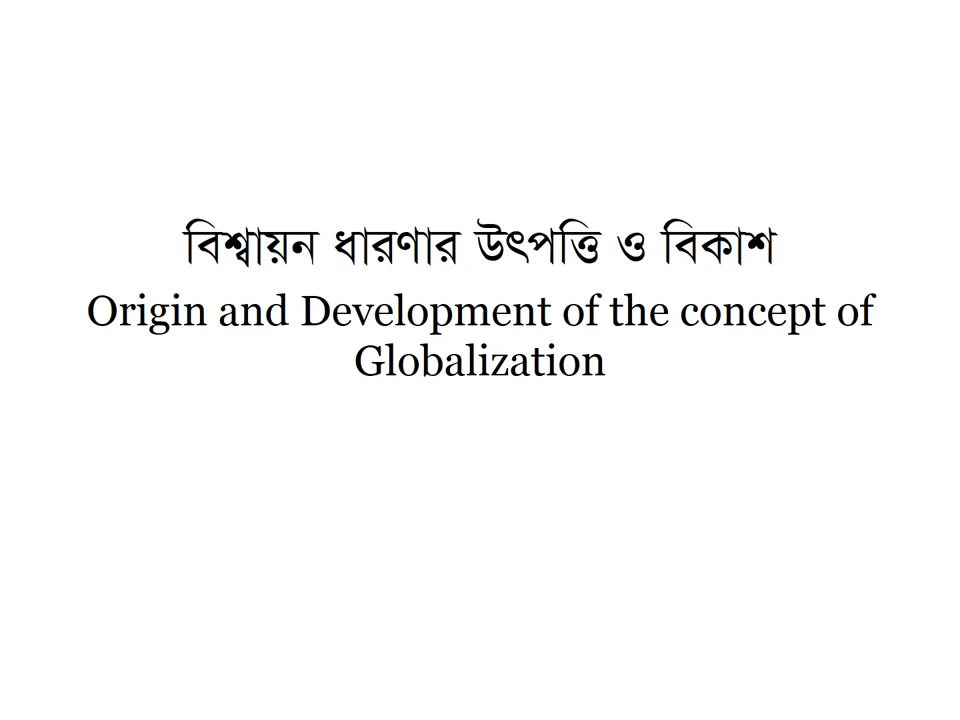 বিশ্বায়ন ধারণার উৎপত্তি ও বিকাশ
Origin and Development of the concept of
Globalization